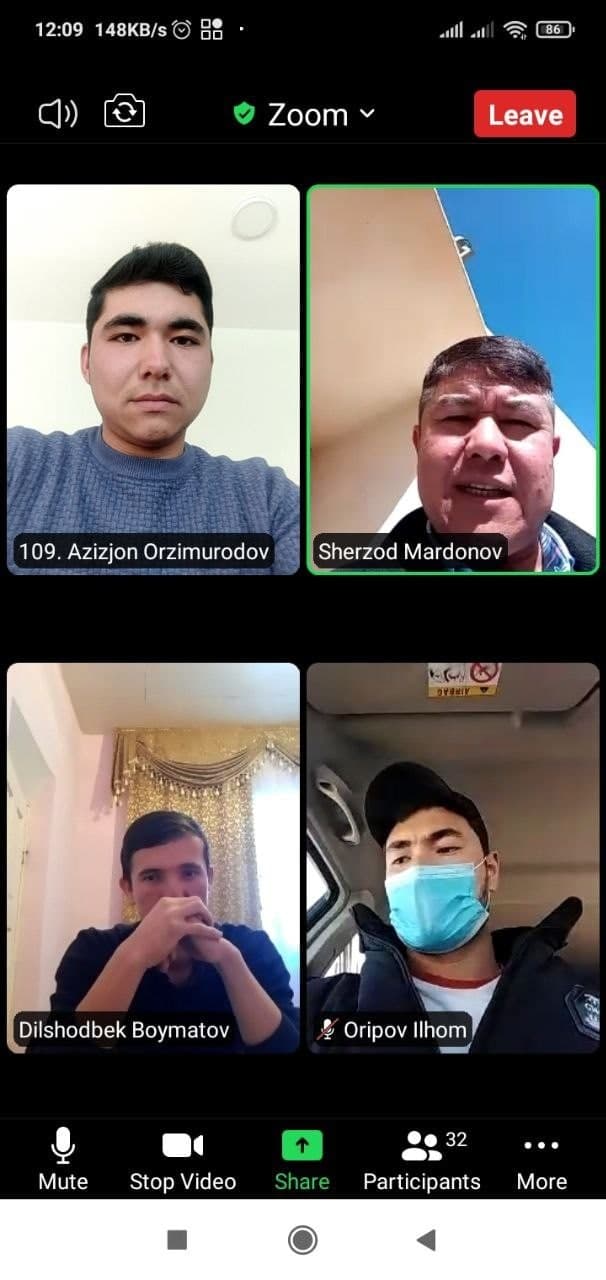 12:09 148KB/s
86
Zoom
Leave
109. Azizjon Orzimurodov
Sherzod Mardonov
AIRBAG
Dilshodbek Boymatov
Oripov Ilhom
32
Mute
Stop Video
Share
Participants
More